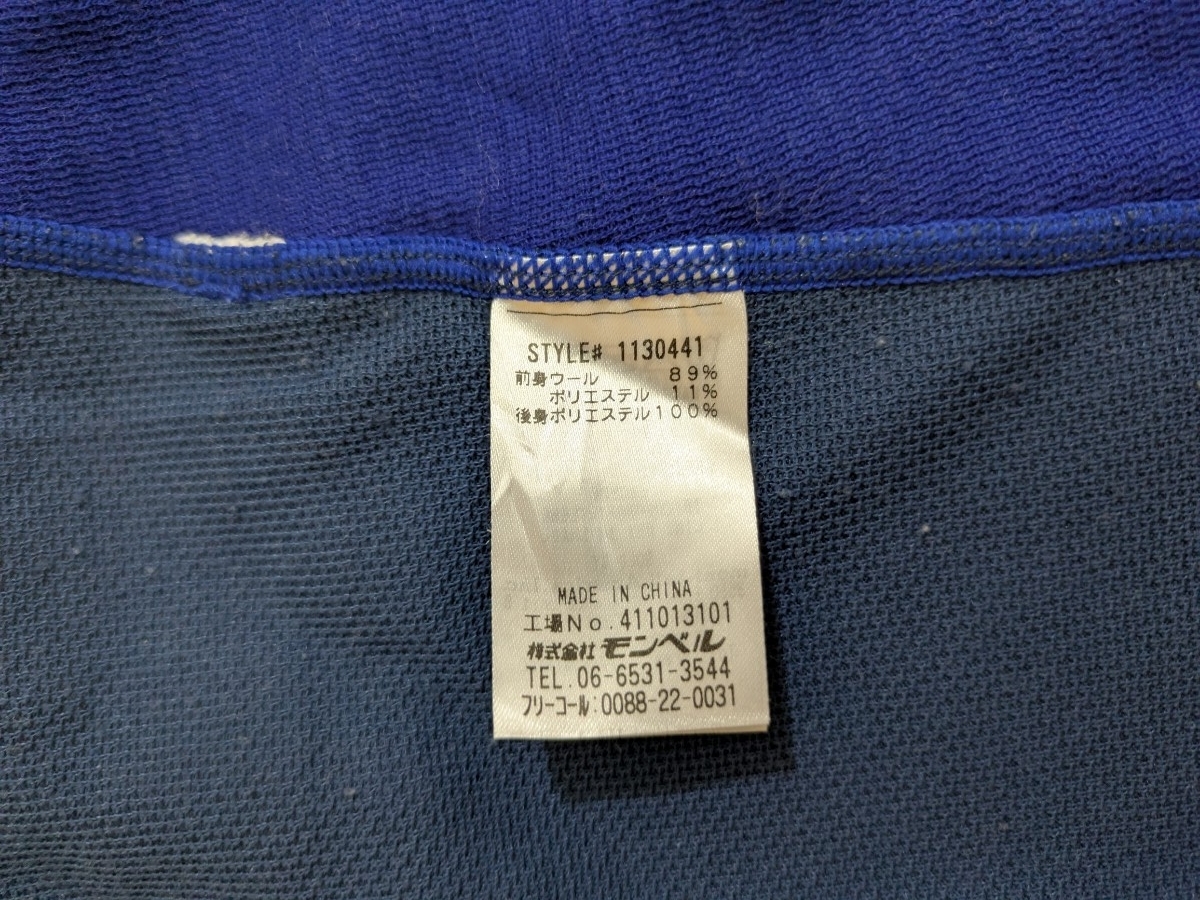 STYLE# 1130441
前身ウール 89%
ポリエステル 11%
後身ポリエステル100%
MADE IN CHINA
工場No.411013101
株式会社 モンベル
TEL.06-6531-3544
フリーコール:0088-22-0031